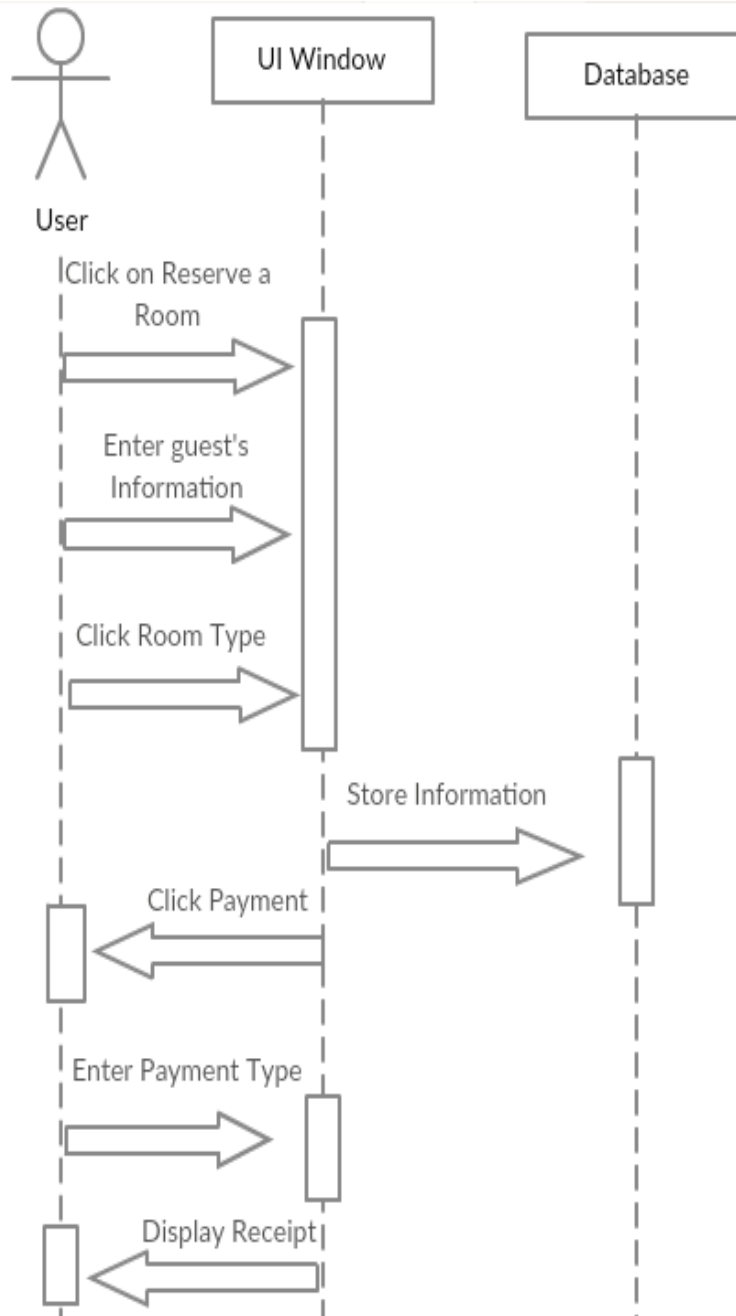 UI Window
Database
User
Click on Reserve a
Room
Enter guest's
Information
Click Room Type
Store Information
Click Payment
Enter Payment Type
Display Receipt